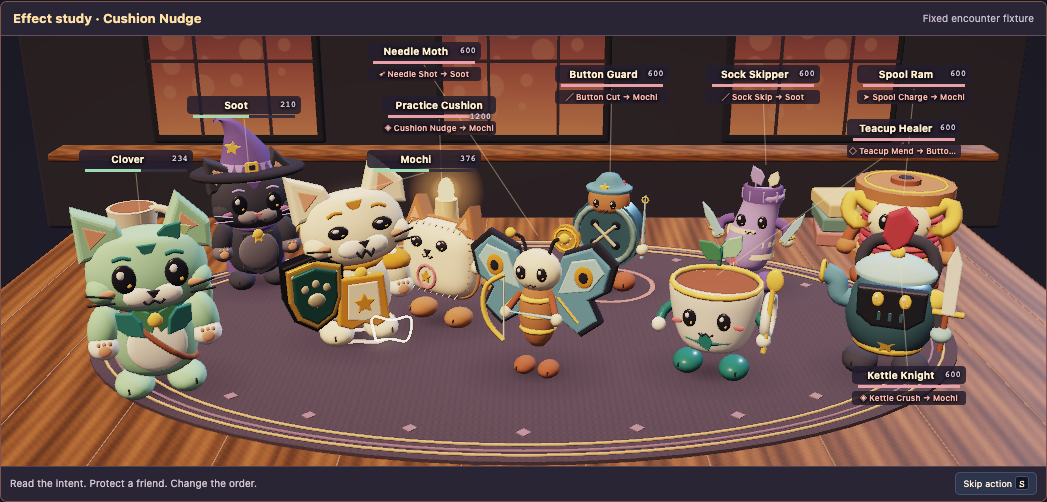 Effect study · Cushion Nudge
Fixed encounter fixture
Needle Moth 600
Needle Shot → Soot
Button Guard 600
Button Cut → Mochi
Sock Skipper 600
Sock Skip → Soot
Spool Ram 600
Spool Charge → Mochi
Soot 210
Practice Cushion
1200
Cushion Nudge → Mochi
Teacup Healer 600
Teacup Mend → Butto...
Clover 234
Mochi 376
Kettle Knight 600
Kettle Crush → Mochi
Read the intent. Protect a friend. Change the order.
Skip action S